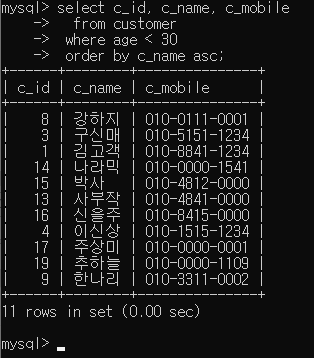 mysql> select c_id, c_name, c_mobile
    ->  from customer
    -> where age < 30
    -> order by c_name asc;
+------+--------+---------------+
| c_id | c_name | c_mobile      |
+------+--------+---------------+
|    8 | 강하지 | 010-0111-0001 |
|    3 | 구신매 | 010-5151-1234 |
|    1 | 김고객 | 010-8841-1234 |
|   14 | 나라믹 | 010-0000-1541 |
|   15 | 박사   | 010-4812-0000 |
|   13 | 사부작 | 010-4841-0000 |
|   16 | 신을주 | 010-8415-0000 |
|    4 | 이신상 | 010-1515-1234 |
|   17 | 주상미 | 010-0000-0001 |
|   19 | 추하늘 | 010-0000-1109 |
|    9 | 한나리 | 010-3311-0002 |
+------+--------+---------------+
11 rows in set (0.00 sec)
mysql>